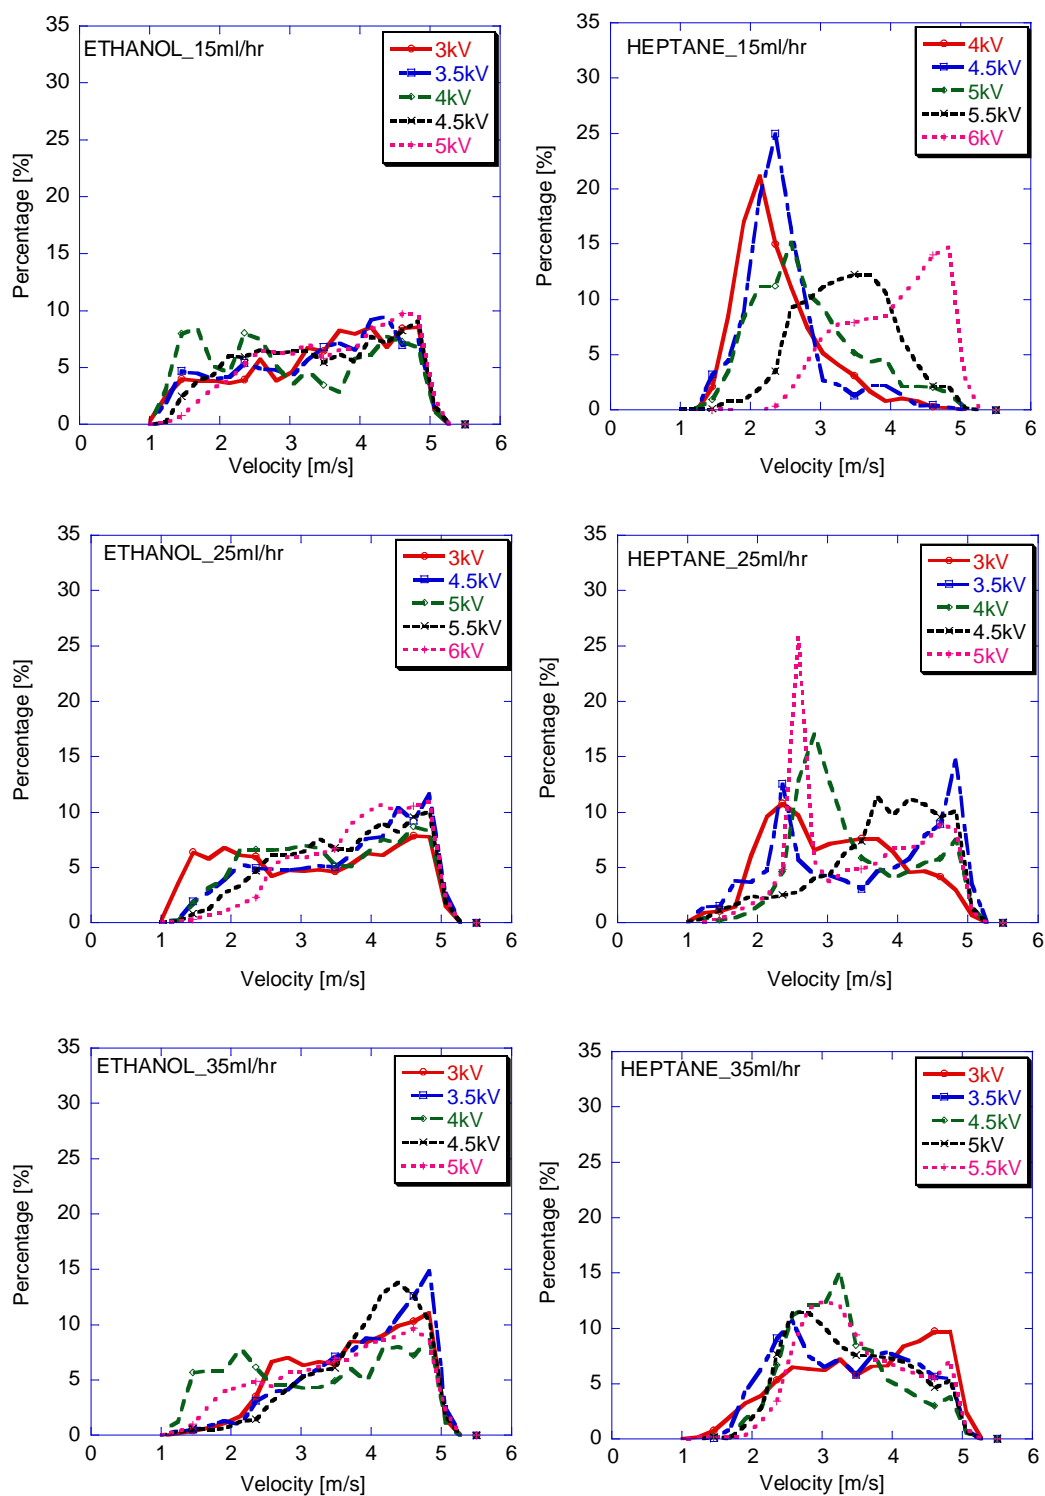 ETHANOL_15ml/hr
3kV
3.5kV
4kV
4.5kV
5kV
Percentage [%]
35
30
25
20
15
10
5
0
0 1 2 3 4 5 6
Velocity [m/s]
HEPTANE_15ml/hr
4kV
4.5kV
5kV
5.5kV
6kV
Percentage [%]
35
30
25
20
15
10
5
0
0 1 2 3 4 5 6
Velocity [m/s]
ETHANOL_25ml/hr
3kV
4.5kV
5kV
5.5kV
6kV
Percentage [%]
35
30
25
20
15
10
5
0
0 1 2 3 4 5 6
Velocity [m/s]
HEPTANE_25ml/hr
3kV
3.5kV
4kV
4.5kV
5kV
Percentage [%]
35
30
25
20
15
10
5
0
0 1 2 3 4 5 6
Velocity [m/s]
ETHANOL_35ml/hr
3kV
3.5kV
4kV
4.5kV
5kV
Percentage [%]
35
30
25
20
15
10
5
0
0 1 2 3 4 5 6
Velocity [m/s]
HEPTANE_35ml/hr
3kV
3.5kV
4.5kV
5kV
5.5kV
Percentage [%]
35
30
25
20
15
10
5
0
0 1 2 3 4 5 6
Velocity [m/s]